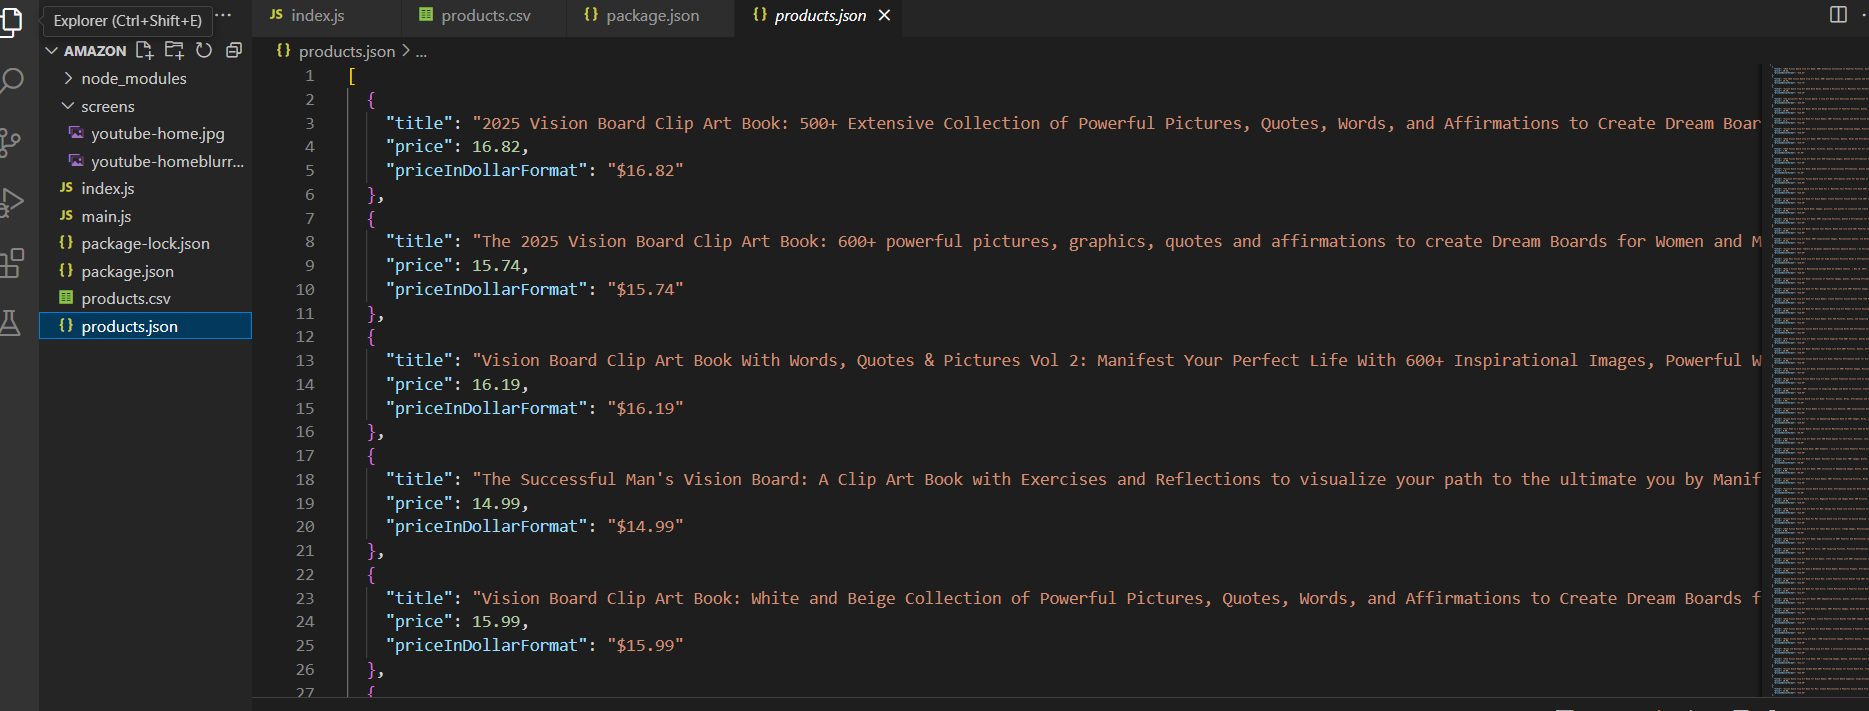 Explorer (Ctrl+Shift+E)
···
JS index.js
products.csv
{} package.json
{} products.json
AMAZON
{} products.json > ...
node_modules
screens
youtube-home.jpg
youtube-homeblurr...
JS index.js
JS main.js
{} package-lock.json
{} package.json
products.csv
{} products.json
1 [
2 {
3 "title": "2025 Vision Board Clip Art Book: 500+ Extensive Collection of Powerful Pictures, Quotes, Words, and Affirmations to Create Dream Boar
4 "price": 16.82,
5 "priceInDollarFormat": "$16.82"
6 },
7 {
8 "title": "The 2025 Vision Board Clip Art Book: 600+ powerful pictures, graphics, quotes and affirmations to create Dream Boards for Women and M
9 "price": 15.74,
10 "priceInDollarFormat": "$15.74"
11 },
12 {
13 "title": "Vision Board Clip Art Book With Words, Quotes & Pictures Vol 2: Manifest Your Perfect Life With 600+ Inspirational Images, Powerful W
14 "price": 16.19,
15 "priceInDollarFormat": "$16.19"
16 },
17 {
18 "title": "The Successful Man's Vision Board: A Clip Art Book with Exercises and Reflections to visualize your path to the ultimate you by Manif
19 "price": 14.99,
20 "priceInDollarFormat": "$14.99"
21 },
22 {
23 "title": "Vision Board Clip Art Book: White and Beige Collection of Powerful Pictures, Quotes, Words, and Affirmations to Create Dream Boards f
24 "price": 15.99,
25 "priceInDollarFormat": "$15.99"
26 },
27 {